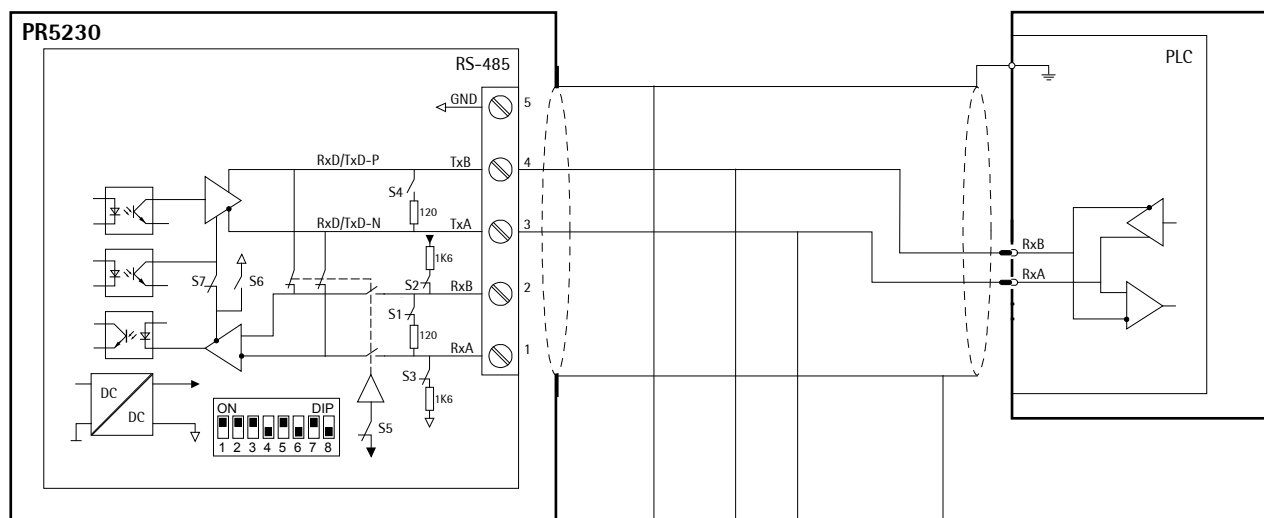 PR5230
RS-485
PLC
GND
5
RxD/TxD-P
TxB
4
S4
120
RxD/TxD-N
TxA
3
1K6
RxB
RxA
S7
S6
S2
RxB
2
S1
120
RxA
1
S3
1K6
DC
DC
ON DIP
1 2 3 4 5 6 7 8
S5